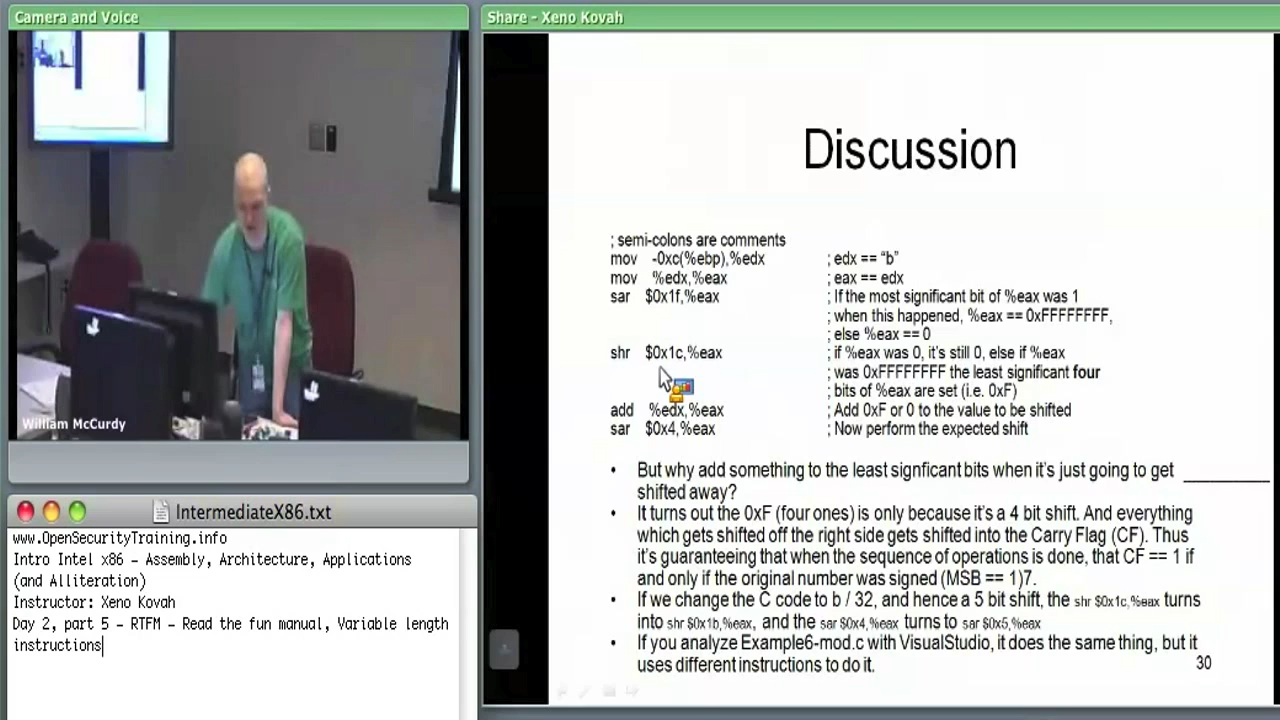 Camera and Voice
William McCurdy
IntermediateX86.txt
www.OpenSecurityTraining.info
Intro Intel x86 – Assembly, Architecture, Applications
(and Alliteration)
Instructor: Xeno Kovah
Day 2, part 5 – RTFM – Read the fun manual, Variable length
instructions
Share - Xeno Kovah
Discussion
; semi-colons are comments
mov -0xc(%ebp),%edx ; edx == "b"
mov %edx,%eax ; eax == edx
sar $0x1f,%eax ; If the most significant bit of %eax was 1
; when this happened, %eax == 0xFFFFFFFF,
; else %eax == 0
shr $0x1c,%eax ; if %eax was 0, it's still 0, else if %eax
; was 0xFFFFFFFF the least significant four
; bits of %eax are set (i.e. 0xF)
add %edx,%eax ; Add 0xF or 0 to the value to be shifted
sar $0x4,%eax ; Now perform the expected shift
• But why add something to the least signficant bits when it's just going to get
shifted away?
• It turns out the 0xF (four ones) is only because it's a 4 bit shift. And everything
which gets shifted off the right side gets shifted into the Carry Flag (CF). Thus
it's guaranteeing that when the sequence of operations is done, that CF == 1 if
and only if the original number was signed (MSB == 1)7.
• If we change the C code to b / 32, and hence a 5 bit shift, the shr $0x1c,%eax turns
into shr $0x1b,%eax, and the sar $0x4,%eax turns to sar $0x5,%eax
• If you analyze Example6-mod.c with VisualStudio, it does the same thing, but it
uses different instructions to do it.
30